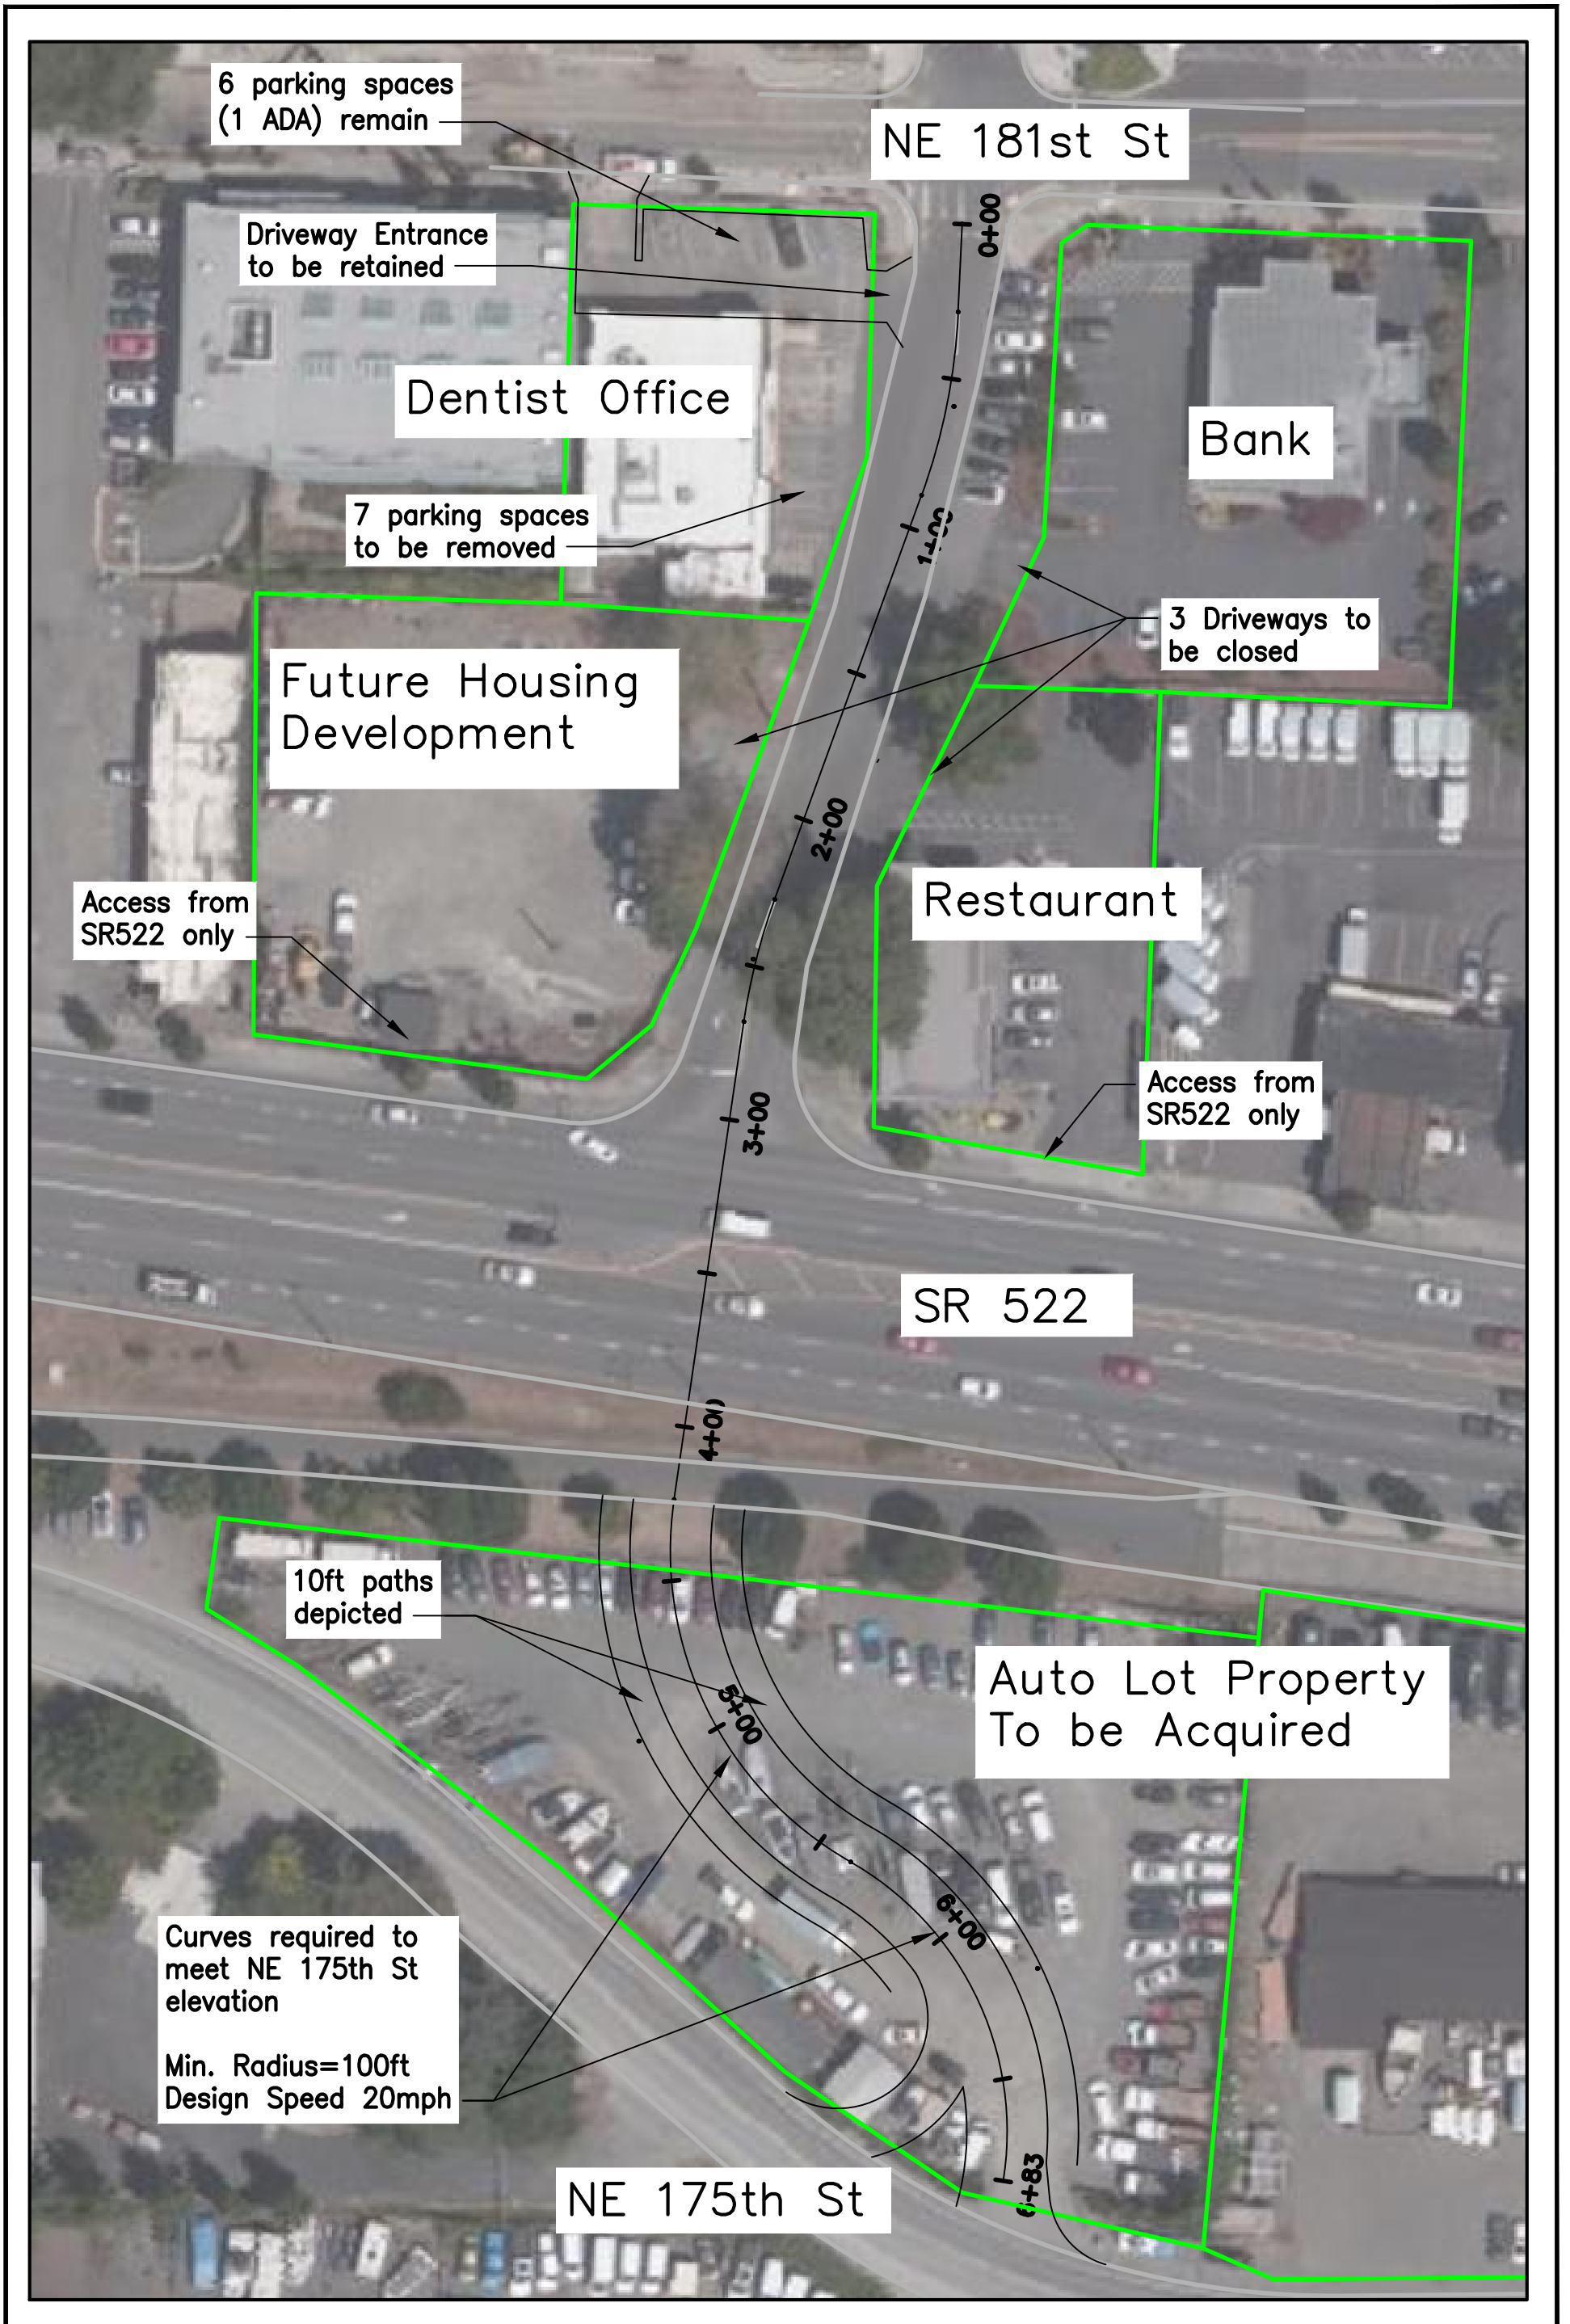 6 parking spaces
(1 ADA) remain
NE 181st St
0+00
Driveway Entrance
to be retained
Dentist Office
Bank
7 parking spaces
to be removed
1+00
3 Driveways to
be closed
Future Housing
Development
2+00
Access from
SR522 only
Restaurant
3+00
Access from
SR522 only
SR 522
4+00
10ft paths
depicted
5+00
Auto Lot Property
To be Acquired
6+00
Curves required to
meet NE 175th St
elevation
Min. Radius=100ft
Design Speed 20mph
6+83
NE 175th St